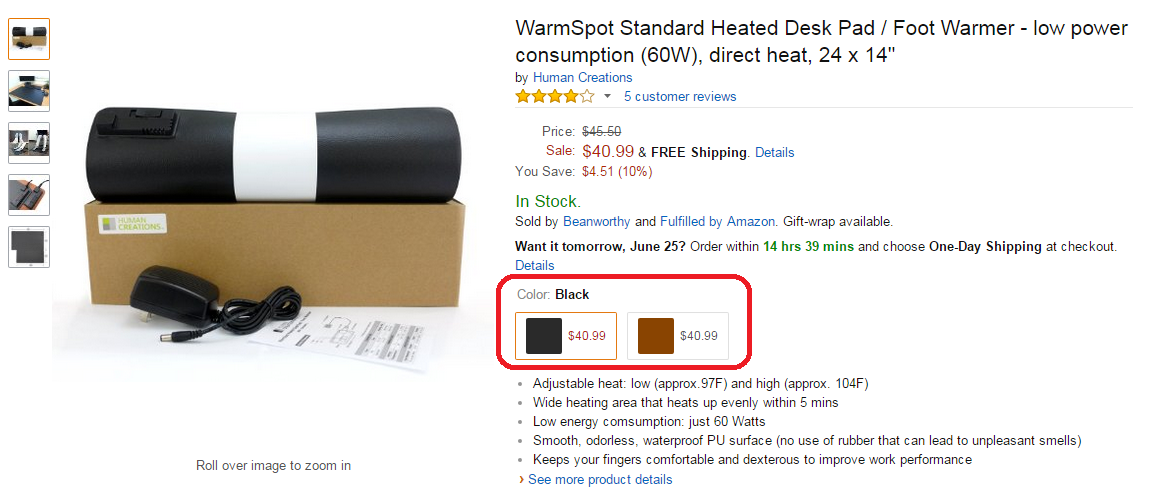 WarmSpot Standard Heated Desk Pad / Foot Warmer - low power
consumption (60W), direct heat, 24 x 14"
by Human Creations
5 customer reviews
Price: $45.50
Sale: $40.99 & FREE Shipping. Details
You Save: $4.51 (10%)
In Stock.
Sold by Beanworthy and Fulfilled by Amazon. Gift-wrap available.
Want it tomorrow, June 25? Order within 14 hrs 39 mins and choose One-Day Shipping at checkout.
Details
Color: Black
$40.99 $40.99
Adjustable heat: low (approx.97F) and high (approx. 104F)
Wide heating area that heats up evenly within 5 mins
Low energy comsumption: just 60 Watts
Smooth, odorless, waterproof PU surface (no use of rubber that can lead to unpleasant smells)
Keeps your fingers comfortable and dexterous to improve work performance
› See more product details
HUMAN
CREATIONS
Roll over image to zoom in